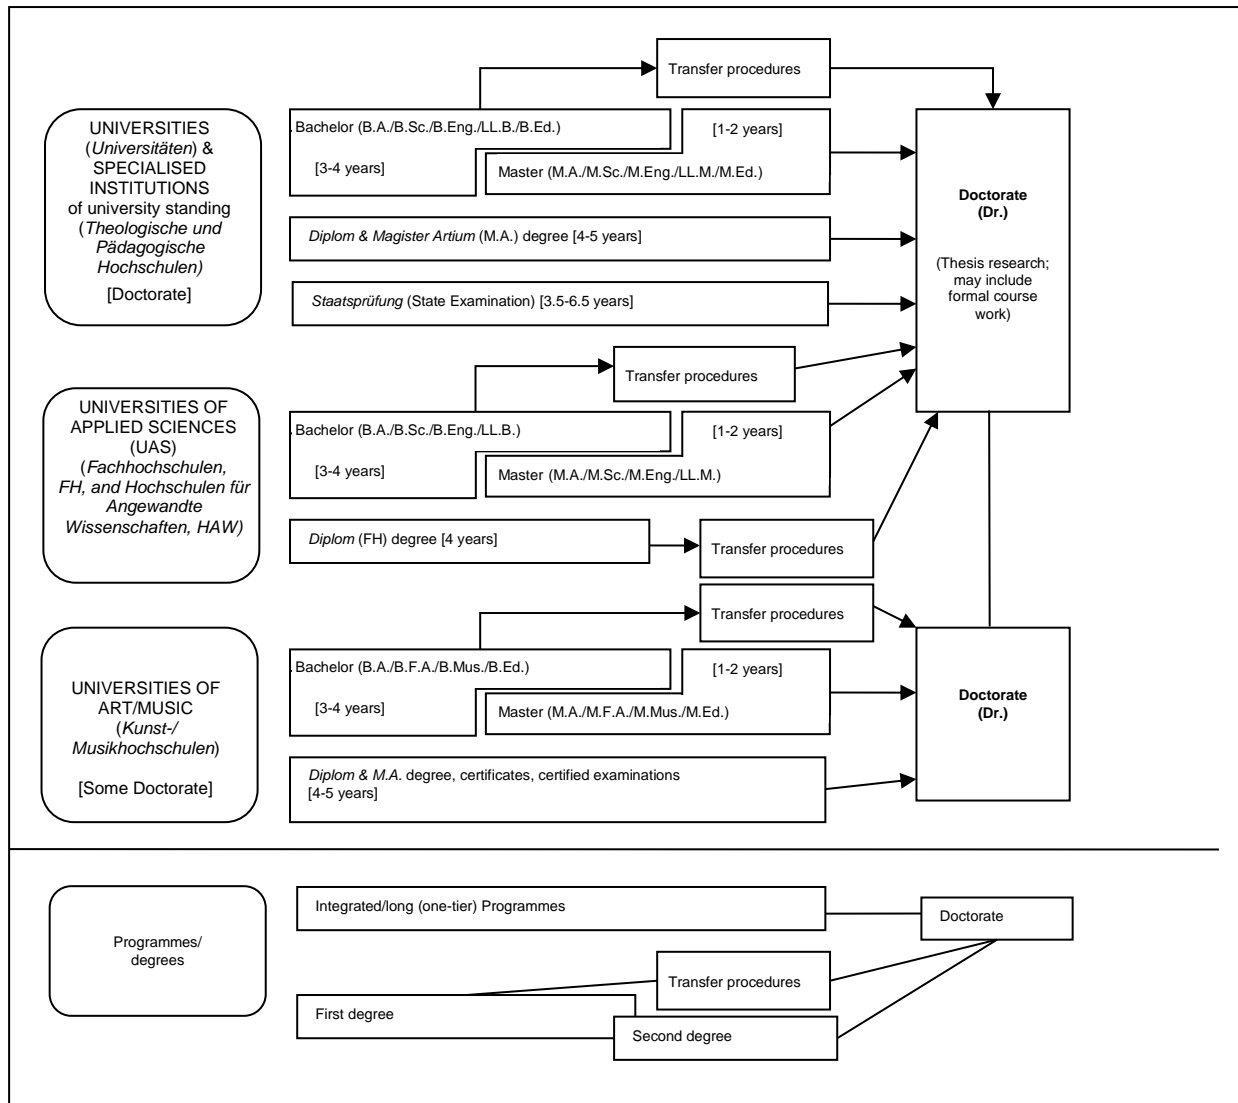 Transfer procedures
UNIVERSITIES
(Universitäten) &
SPECIALISED
INSTITUTIONS
of university standing
(Theologische und
Pädagogische
Hochschulen)
[Doctorate]
. Bachelor (B.A./B.Sc./B.Eng./LL.B./B.Ed.)
[3-4 years]
[1-2 years]
Master (M.A./M.Sc./M.Eng./LL.M./M.Ed.)
Diplom & Magister Artium (M.A.) degree [4-5 years]
Staatsprüfung (State Examination) [3.5-6.5 years]
Doctorate
(Dr.)
(Thesis research;
may include
formal course
work)
Transfer procedures
UNIVERSITIES OF
APPLIED SCIENCES
(UAS)
(Fachhochschulen,
FH, and Hochschulen für
Angewandte
Wissenschaften, HAW)
. Bachelor (B.A./B.Sc./B.Eng./LL.B.)
[3-4 years]
[1-2 years]
Master (M.A./M.Sc./M.Eng./LL.M.)
Diplom (FH) degree [4 years]
Transfer procedures
Transfer procedures
UNIVERSITIES OF
ART/MUSIC
(Kunst-/
Musikhochschulen)
[Some Doctorate]
. Bachelor (B.A./B.F.A./B.Mus./B.Ed.)
[3-4 years]
[1-2 years]
Master (M.A./M.F.A./M.Mus./M.Ed.)
Diplom & M.A. degree, certificates, certified examinations
[4-5 years]
Doctorate
(Dr.)
Programmes/
degrees
Integrated/long (one-tier) Programmes
Doctorate
Transfer procedures
First degree
Second degree